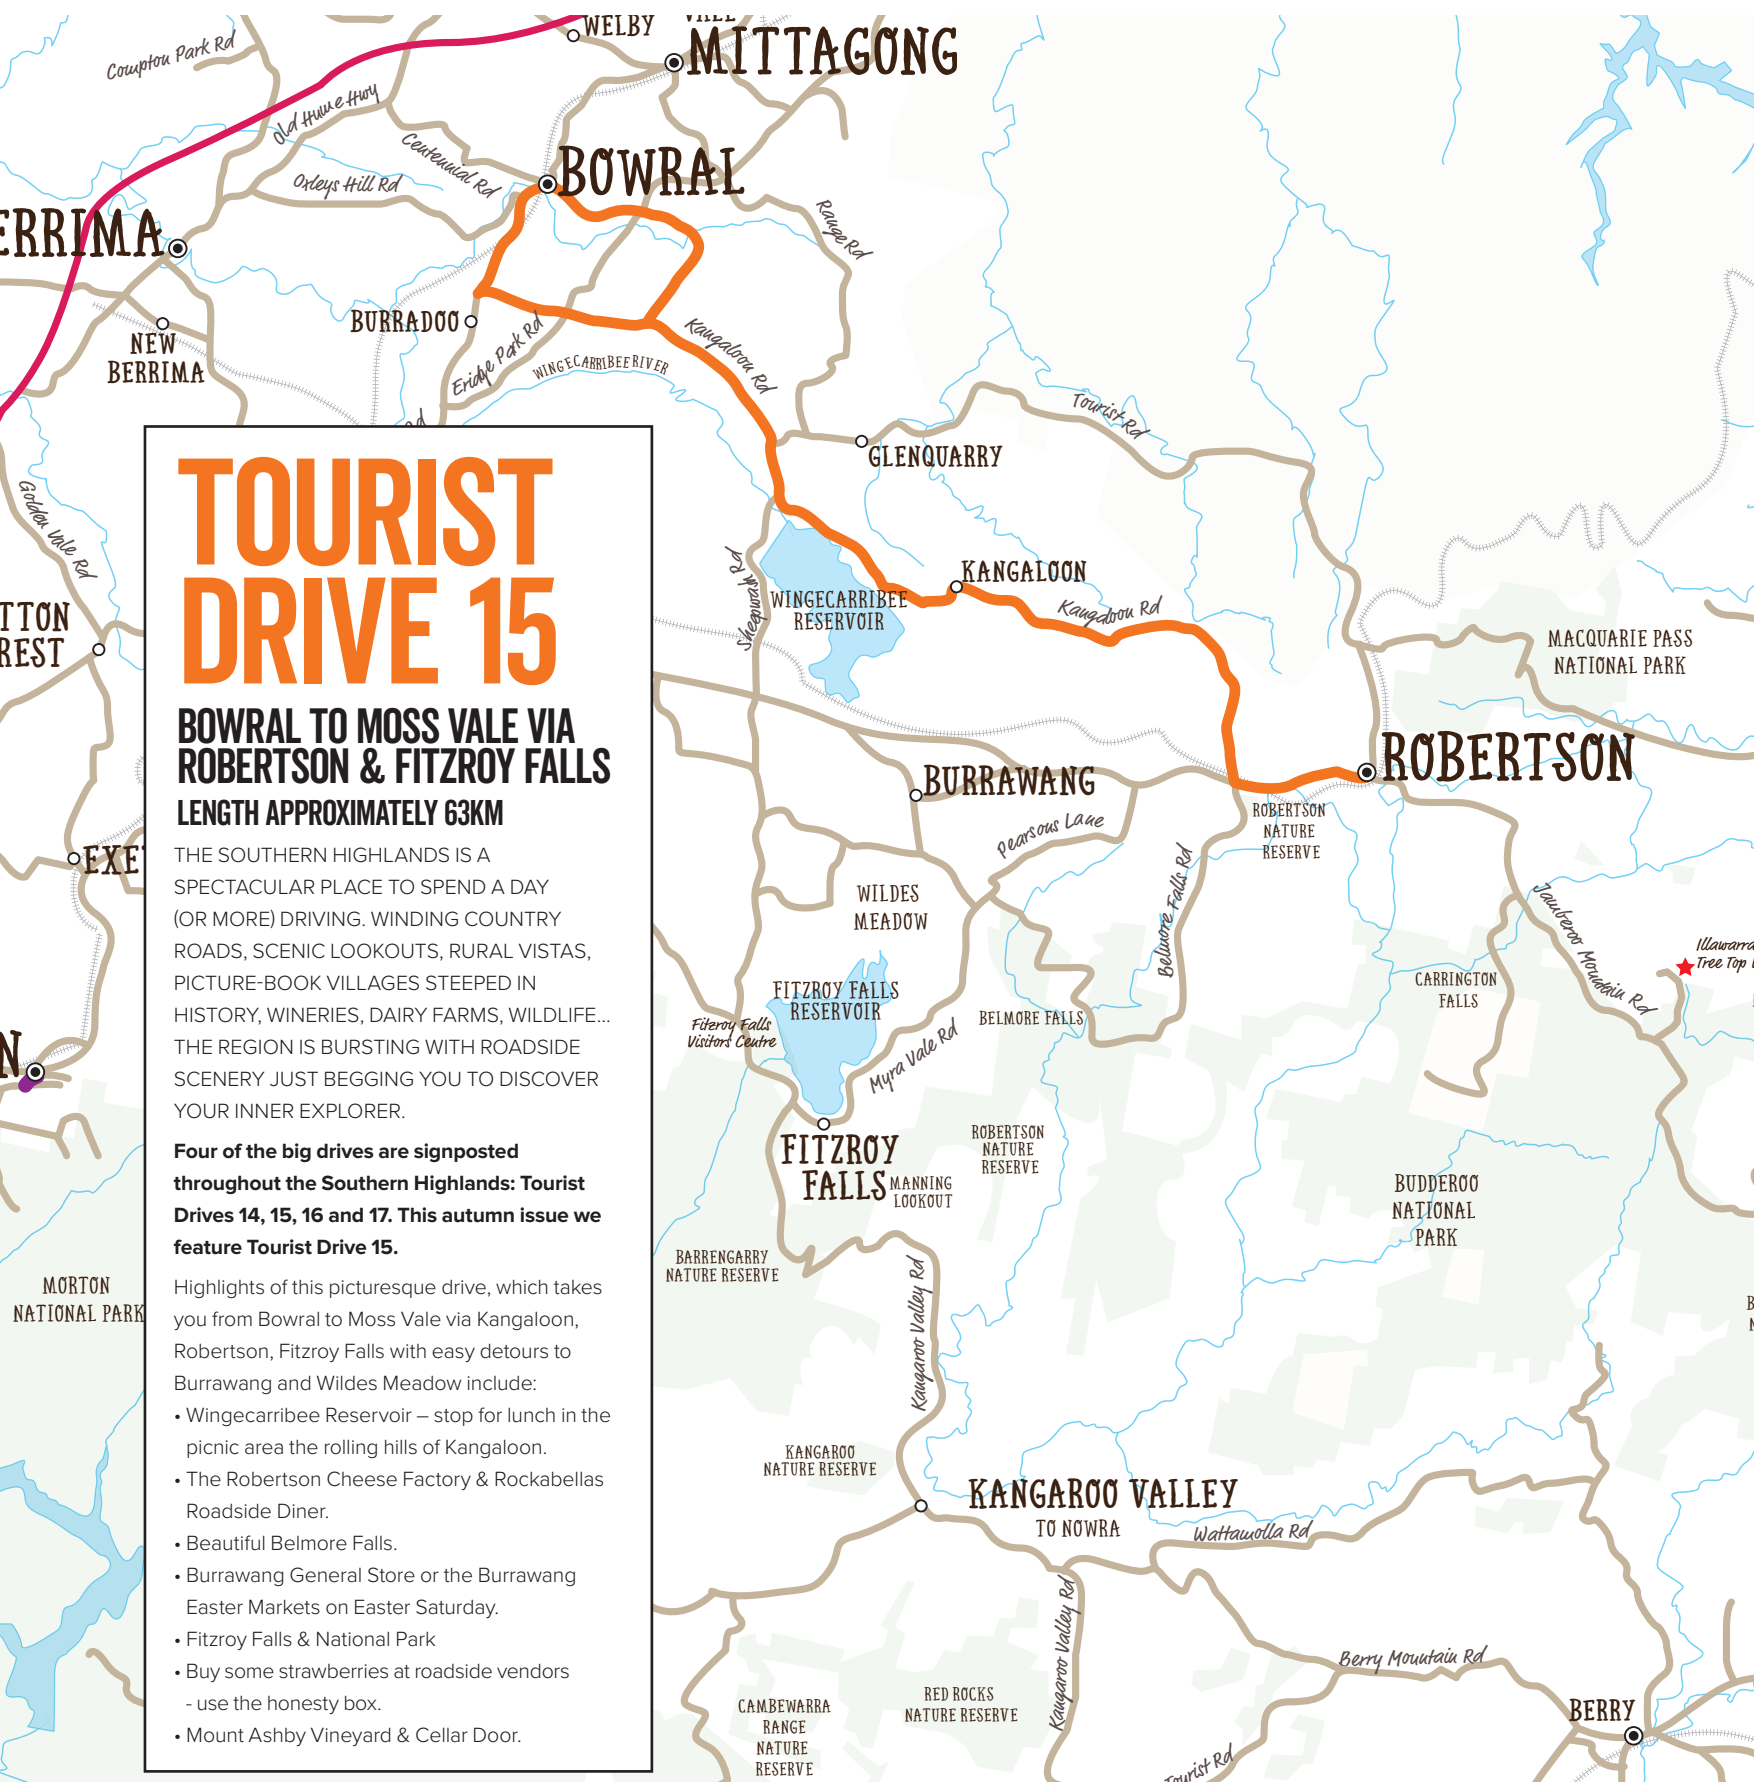 WELBY
MITTAGONG
Compton Park Rd
Old Hume Hwy
Centennial Rd
BOWRAL
Oxleys Hill Rd
Range Rd
BURRADOO
NEW
BERRIMA
Eridge Park Rd
WINGECARRIBEE RIVER
Kangaloon Rd
Tourist Rd
GLENQUARRY
Golden Vale Rd
TOURIST
DRIVE 15
BOWRAL TO MOSS VALE VIA
ROBERTSON & FITZROY FALLS
LENGTH APPROXIMATELY 63KM
THE SOUTHERN HIGHLANDS IS A
SPECTACULAR PLACE TO SPEND A DAY
(OR MORE) DRIVING. WINDING COUNTRY
ROADS, SCENIC LOOKOUTS, RURAL VISTAS,
PICTURE-BOOK VILLAGES STEEPED IN
HISTORY, WINERIES, DAIRY FARMS, WILDLIFE...
THE REGION IS BURSTING WITH ROADSIDE
SCENERY JUST BEGGING YOU TO DISCOVER
YOUR INNER EXPLORER.
Four of the big drives are signposted
throughout the Southern Highlands: Tourist
Drives 14, 15, 16 and 17. This autumn issue we
feature Tourist Drive 15.
Highlights of this picturesque drive, which takes
you from Bowral to Moss Vale via Kangaloon,
Robertson, Fitzroy Falls with easy detours to
Burrawang and Wildes Meadow include:
• Wingecarribee Reservoir – stop for lunch in the
picnic area the rolling hills of Kangaloon.
• The Robertson Cheese Factory & Rockabellas
Roadside Diner.
• Beautiful Belmore Falls.
• Burrawang General Store or the Burrawang
Easter Markets on Easter Saturday.
• Fitzroy Falls & National Park
• Buy some strawberries at roadside vendors
- use the honesty box.
• Mount Ashby Vineyard & Cellar Door.
Sheepwash Rd
WINGECARRIBEE
RESERVOIR
KANGALOON
Kangaloon Rd
MACQUARIE PASS
NATIONAL PARK
ROBERTSON
BURRAWANG
Pearsons Lane
ROBERTSON
NATURE
RESERVE
Belmore Falls Rd
WILDES
MEADOW
Jamberoo Mountain Rd
Illawarra
Tree Top
CARRINGTON
FALLS
FITZROY FALLS
RESERVOIR
BELMORE FALLS
Fitzroy Falls
Visitors Centre
Myra Vale Rd
FITZROY
FALLS
MANNING
LOOKOUT
ROBERTSON
NATURE
RESERVE
BUDDEROO
NATIONAL
PARK
BARRENGARRY
NATURE RESERVE
MORTON
NATIONAL PARK
Kangaroo Valley Rd
KANGAROO
NATURE RESERVE
KANGAROO VALLEY
TO NOWRA
Wattamolla Rd
Kangaroo Valley Rd
Berry Mountain Rd
RED ROCKS
NATURE RESERVE
CAMBEWARRA
RANGE
NATURE
RESERVE
BERRY
Tourist Rd